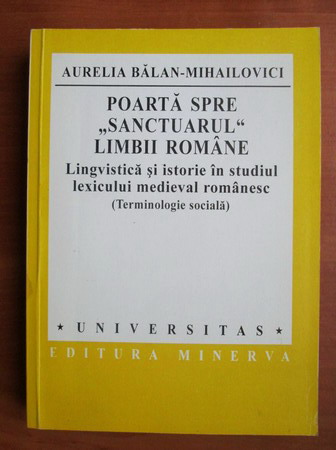 AURELIA BĂLAN-MIHAILOVICI
POARTĂ SPRE
„SANCTUARUL“
LIMBII ROMÂNE
Lingvistică și istorie în studiul
lexicului medieval românesc
(Terminologie socială)
★ UNIVERSITAS ★
EDITURA MINERVA